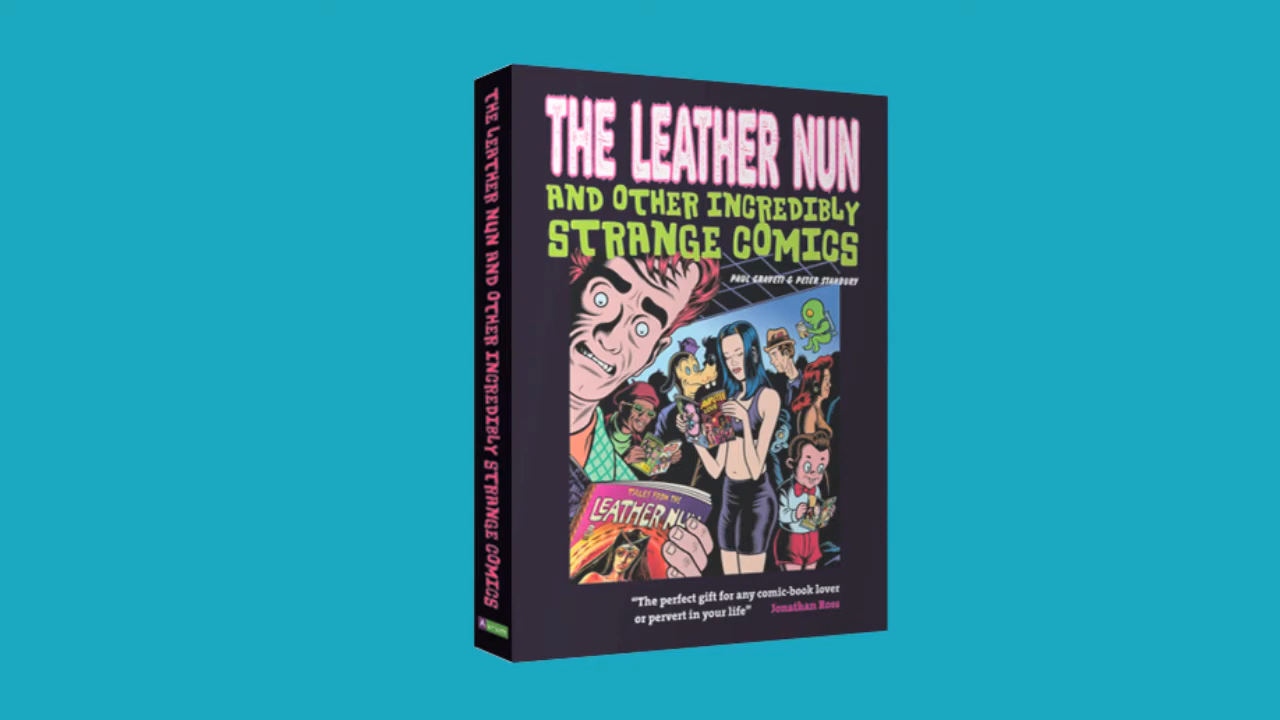 THE LEATHER NUN AND OTHER INCREDIBLY STRANGE COMICS
THE LEATHER NUN
AND OTHER INCREDIBLY
STRANGE COMICS
PAUL GRAVETT & PETER STANBURY
TALES FROM THE
LEATHER NUN
“The perfect gift for any comic-book lover
or pervert in your life” Jonathan Ross